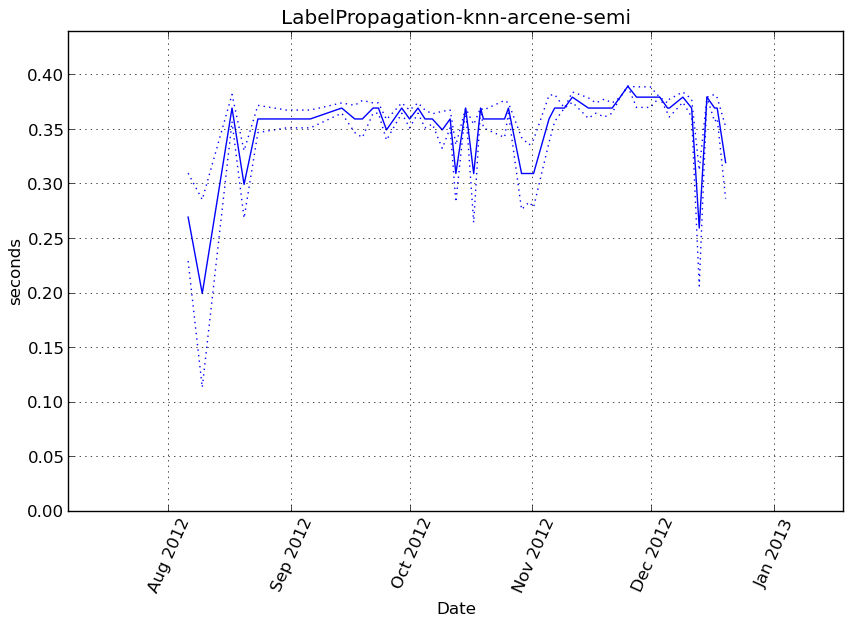 LabelPropagation-knn-arcene-semi
seconds
0.40
0.35
0.30
0.25
0.20
0.15
0.10
0.05
0.00
Aug 2012
Sep 2012
Oct 2012
Nov 2012
Dec 2012
Jan 2013
Date